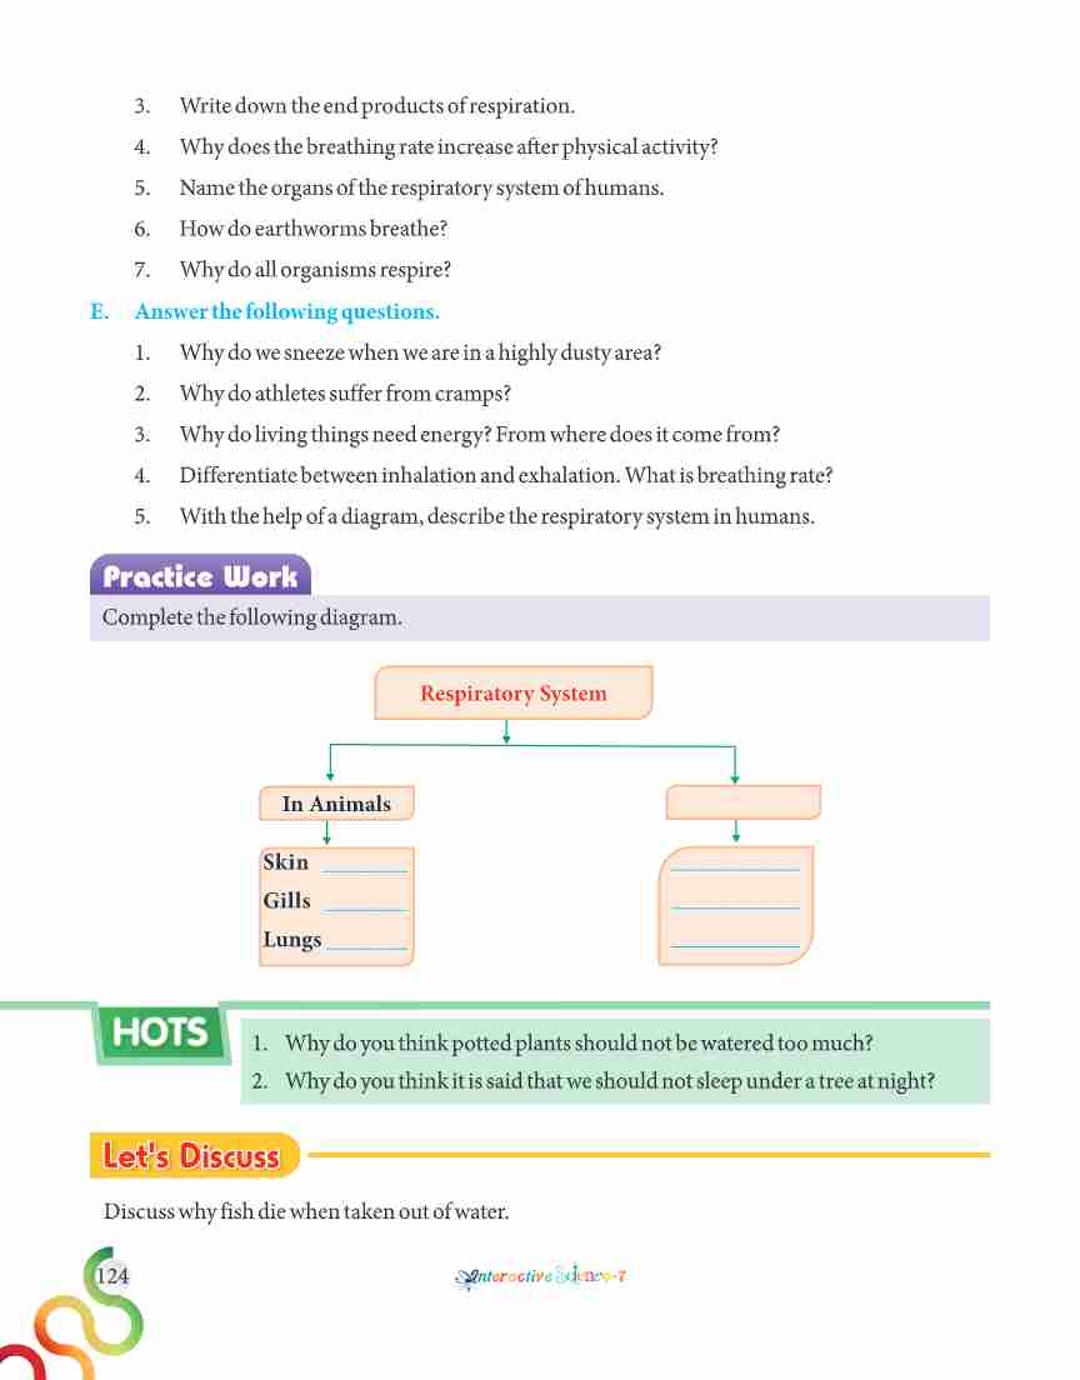 3. Write down the end products of respiration.
4. Why does the breathing rate increase after physical activity?
5. Name the organs of the respiratory system of humans.
6. How do earthworms breathe?
7. Why do all organisms respire?
E. Answer the following questions.
1. Why do we sneeze when we are in a highly dusty area?
2. Why do athletes suffer from cramps?
3. Why do living things need energy? From where does it come from?
4. Differentiate between inhalation and exhalation. What is breathing rate?
5. With the help of a diagram, describe the respiratory system in humans.
Practice Work
Complete the following diagram.
Respiratory System
In Animals
Skin
Gills
Lungs
HOTS
1. Why do you think potted plants should not be watered too much?
2. Why do you think it is said that we should not sleep under a tree at night?
Let's Discuss
Discuss why fish die when taken out of water.
124
Interactive Science-7